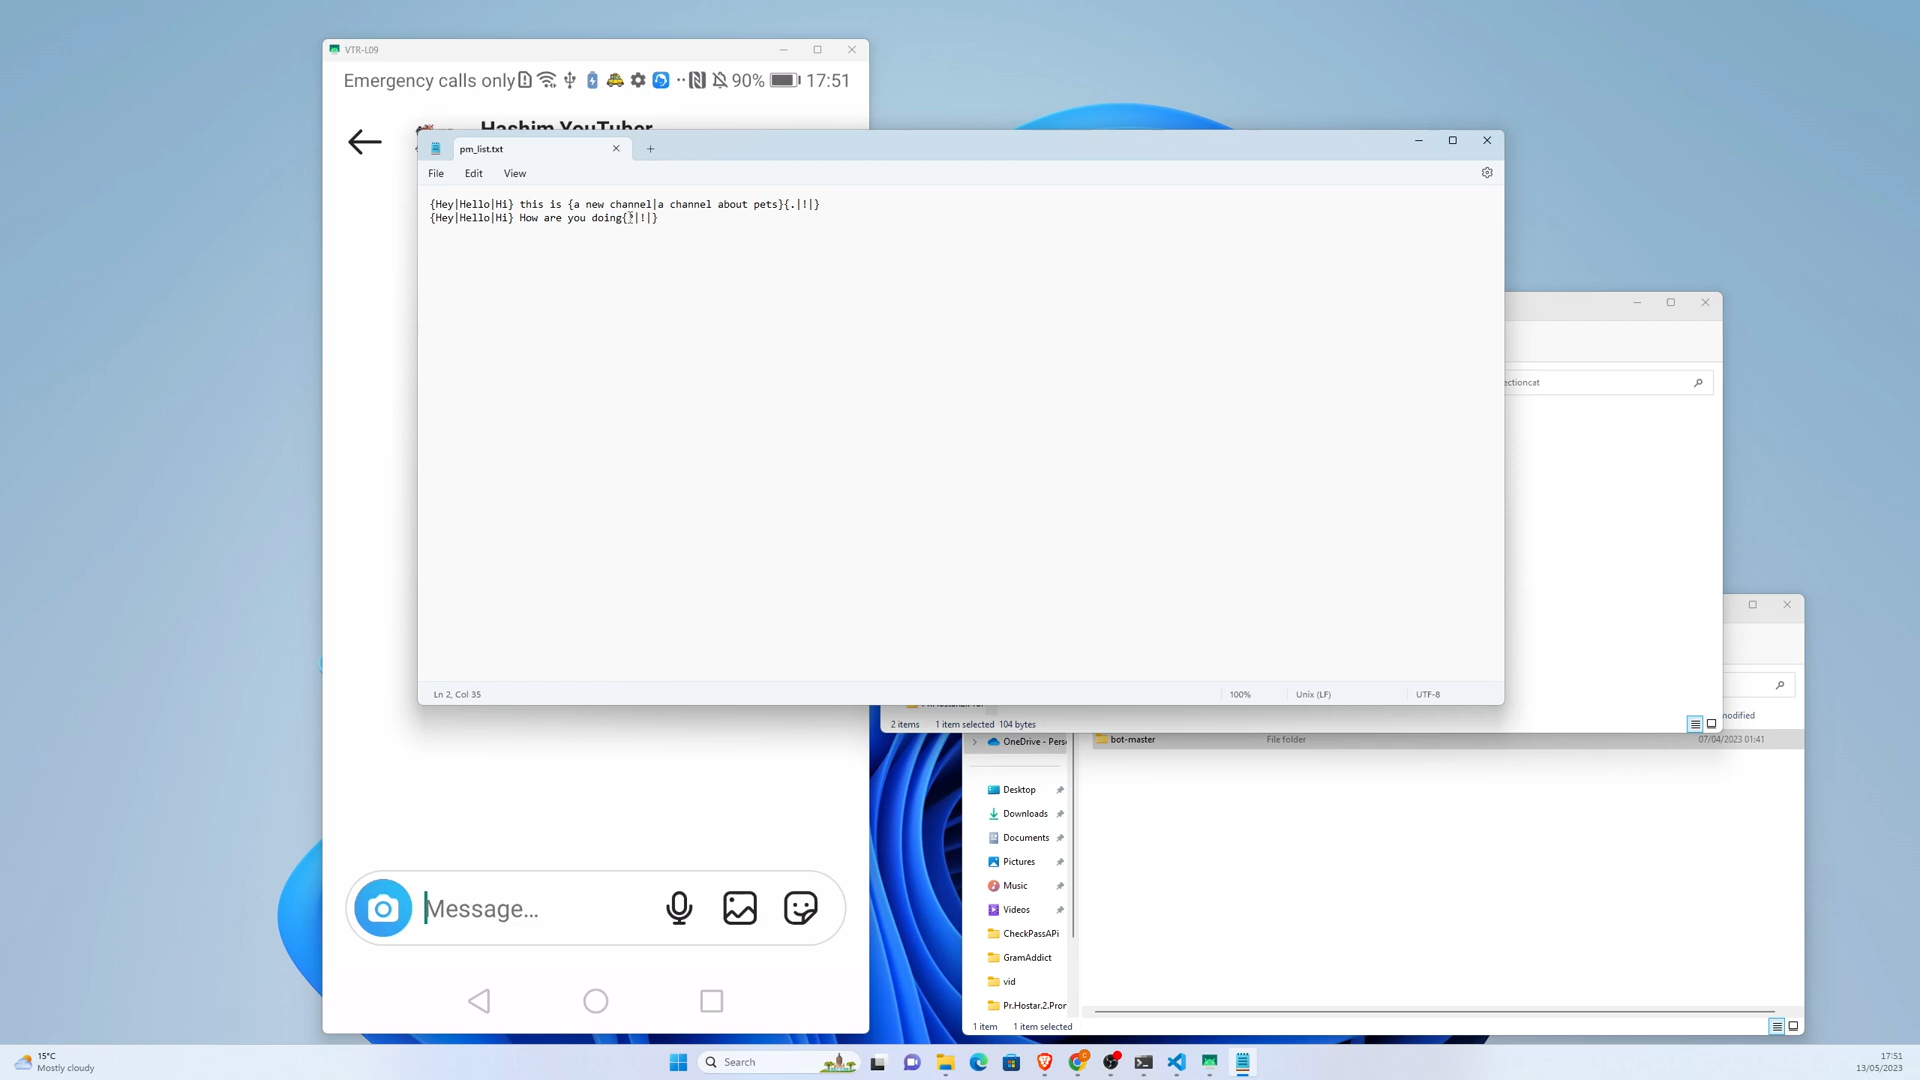 VTR-L09
Emergency calls only
90%
17:51
Hashim YouTuber
pm_list.txt
File
Edit
View
{Hey|Hello|Hi} this is {a new channel|a channel about pets}{.|!|}
{Hey|Hello|Hi} How are you doing{?|!|}
Ln 2, Col 35
100%
Unix (LF)
UTF-8
ectioncat
2 items
1 item selected 104 bytes
modified
OneDrive - Pers
bot-master
File folder
07/04/2023 01:41
Desktop
Downloads
Documents
Pictures
Music
Videos
CheckPassAPi
GramAddict
vid
Pr.Hostar.2.Pror
1 item
1 item selected
Message...
15°C
Mostly cloudy
Search
17:51
13/05/2023